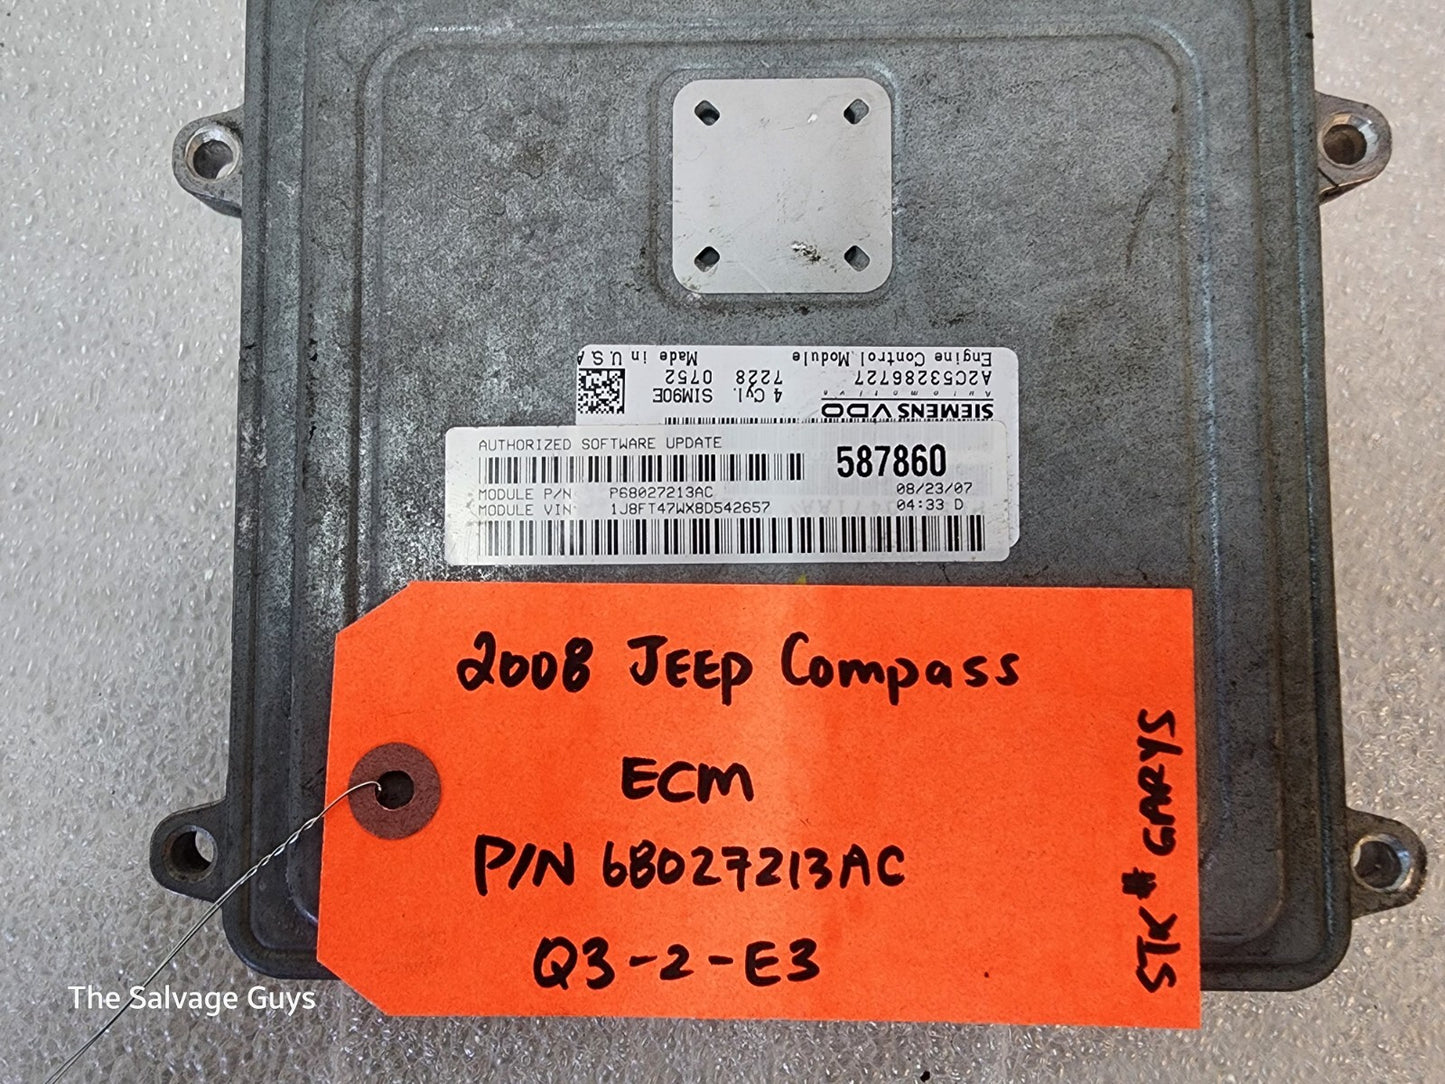 Engine Control Module Made in U S A
A2C53286727 7228 0752
Automotive
SIEMENS VDO 4 Cyl. SIM90E
AUTHORIZED SOFTWARE UPDATE
587860
MODULE P/N: P68027213AC 08/23/07
MODULE VIN: 1J8FT47WX8D542657 04:33 D
2008 JEEP Compass
ECM
P/N 68027213AC
Q3-2-E3
STK # GARYS
The Salvage Guys